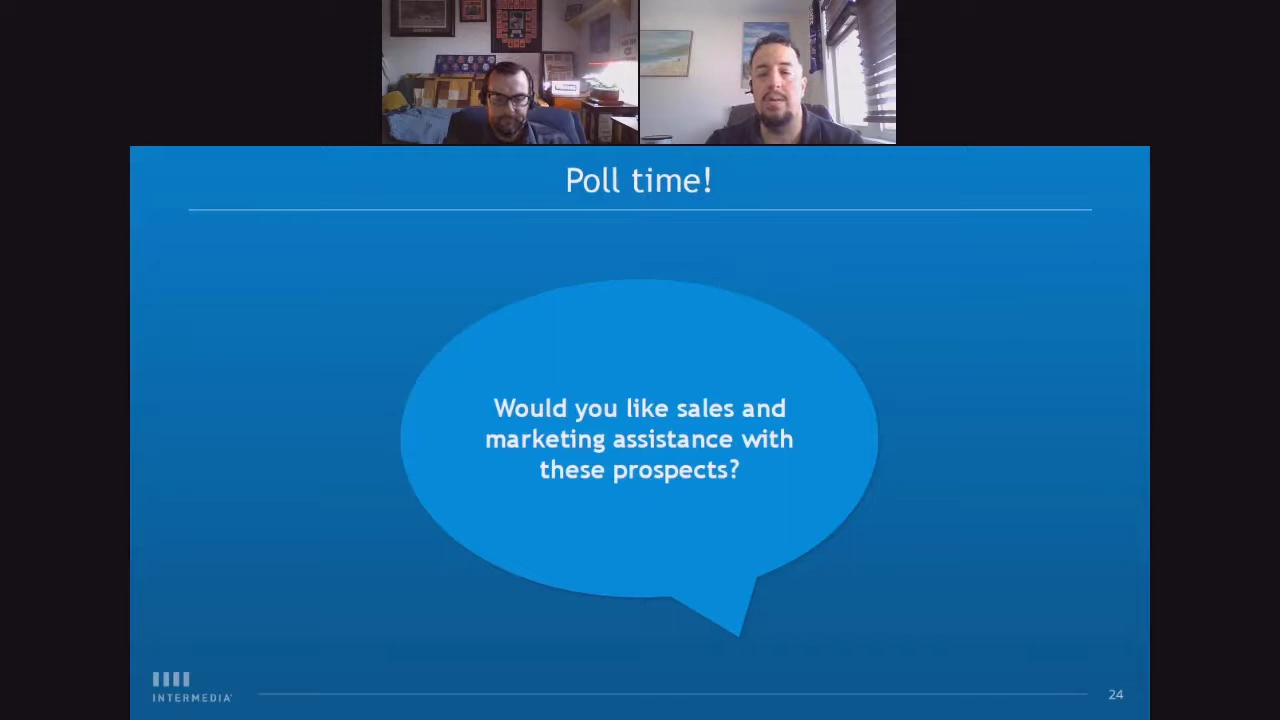 Poll time!
Would you like sales and
marketing assistance with
these prospects?
INTERMEDIA
24